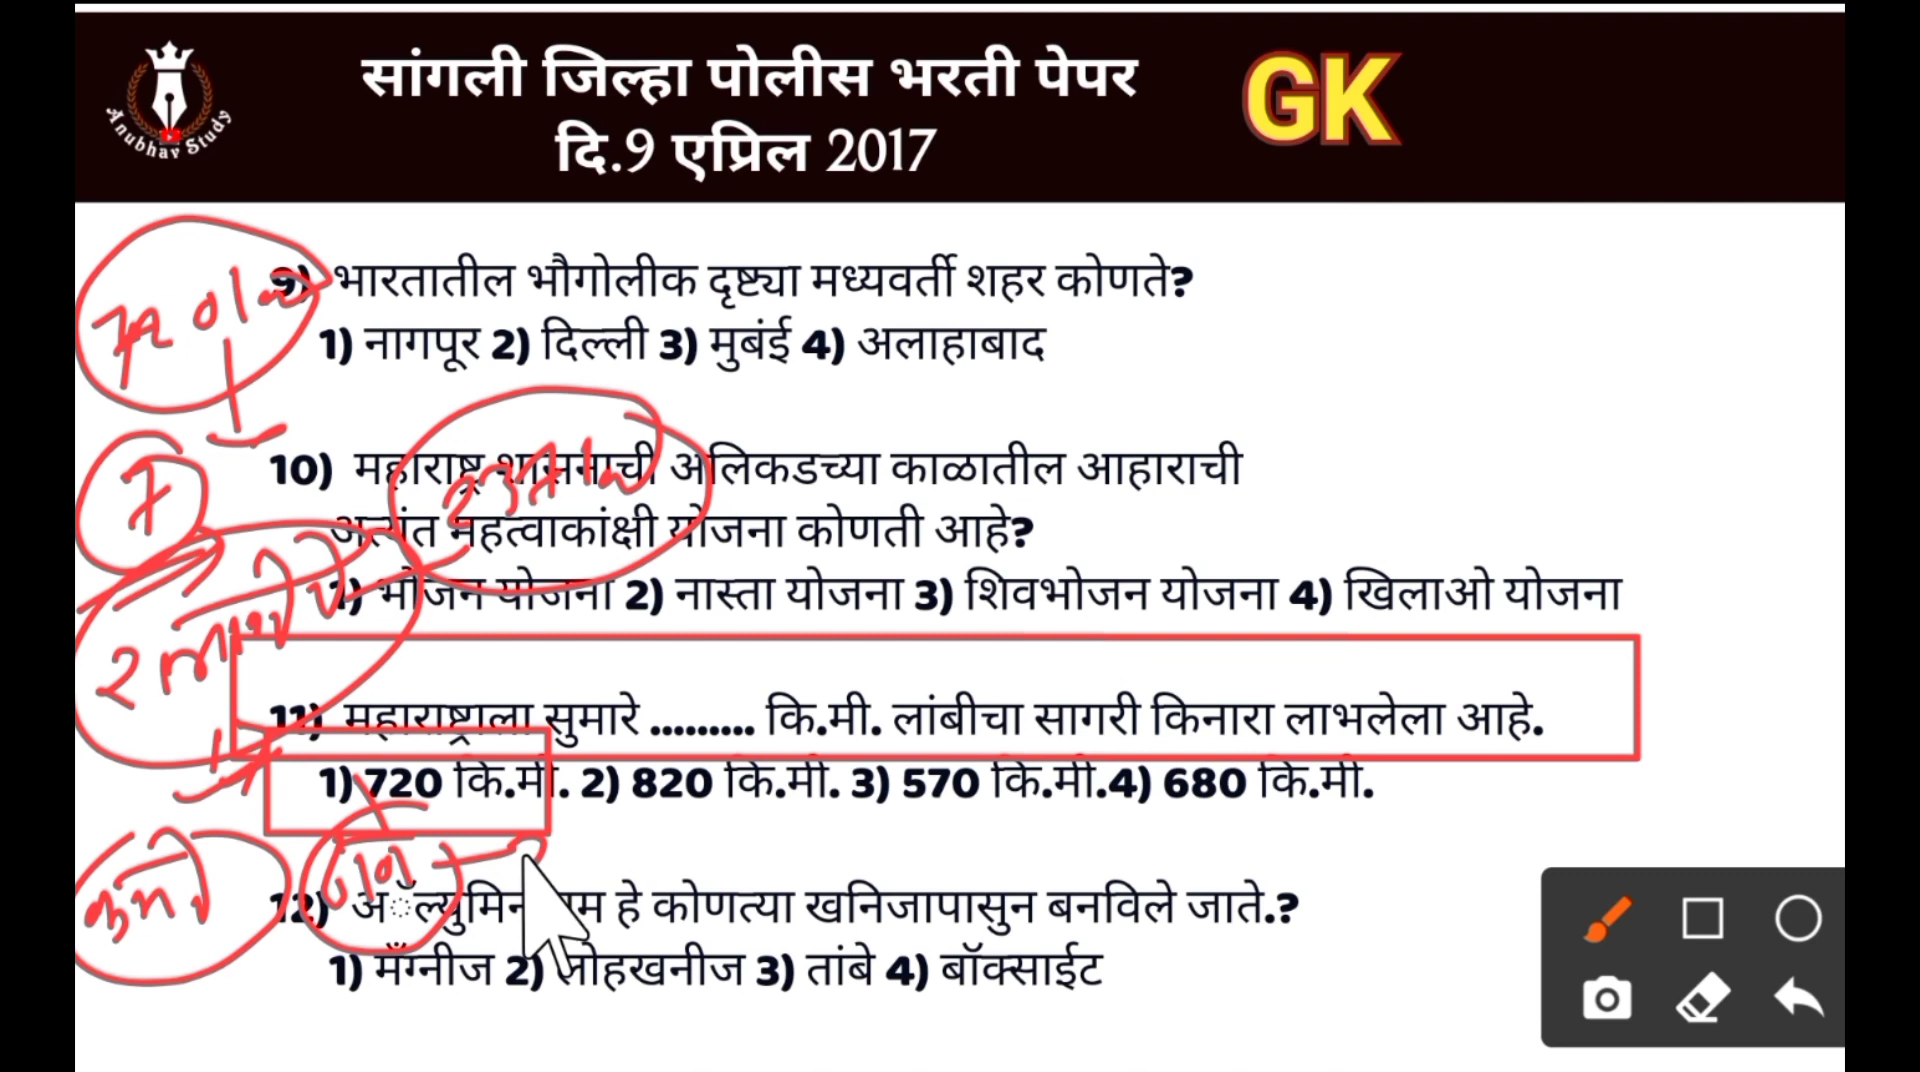 Anubhav Study
सांगली जिल्हा पोलीस भरती पेपर
दि.9 एप्रिल 2017
GK
9) भारतातील भौगोलीक दृष्ट्या मध्यवर्ती शहर कोणते?
1) नागपूर 2) दिल्ली 3) मुबंई 4) अलाहाबाद
10) महाराष्ट्र शासनाची अलिकडच्या काळातील आहाराची
अत्यंत महत्वाकांक्षी योजना कोणती आहे?
1) भोजन योजना 2) नास्ता योजना 3) शिवभोजन योजना 4) खिलाओ योजना
11) महाराष्ट्राला सुमारे ......... कि.मी. लांबीचा सागरी किनारा लाभलेला आहे.
1) 720 कि.मी. 2) 820 कि.मी. 3) 570 कि.मी.4) 680 कि.मी.
12) अॅल्युमिनियम हे कोणत्या खनिजापासुन बनविले जाते.?
1) मॅंग्नीज 2) लोहखनीज 3) तांबे 4) बॉक्साईट